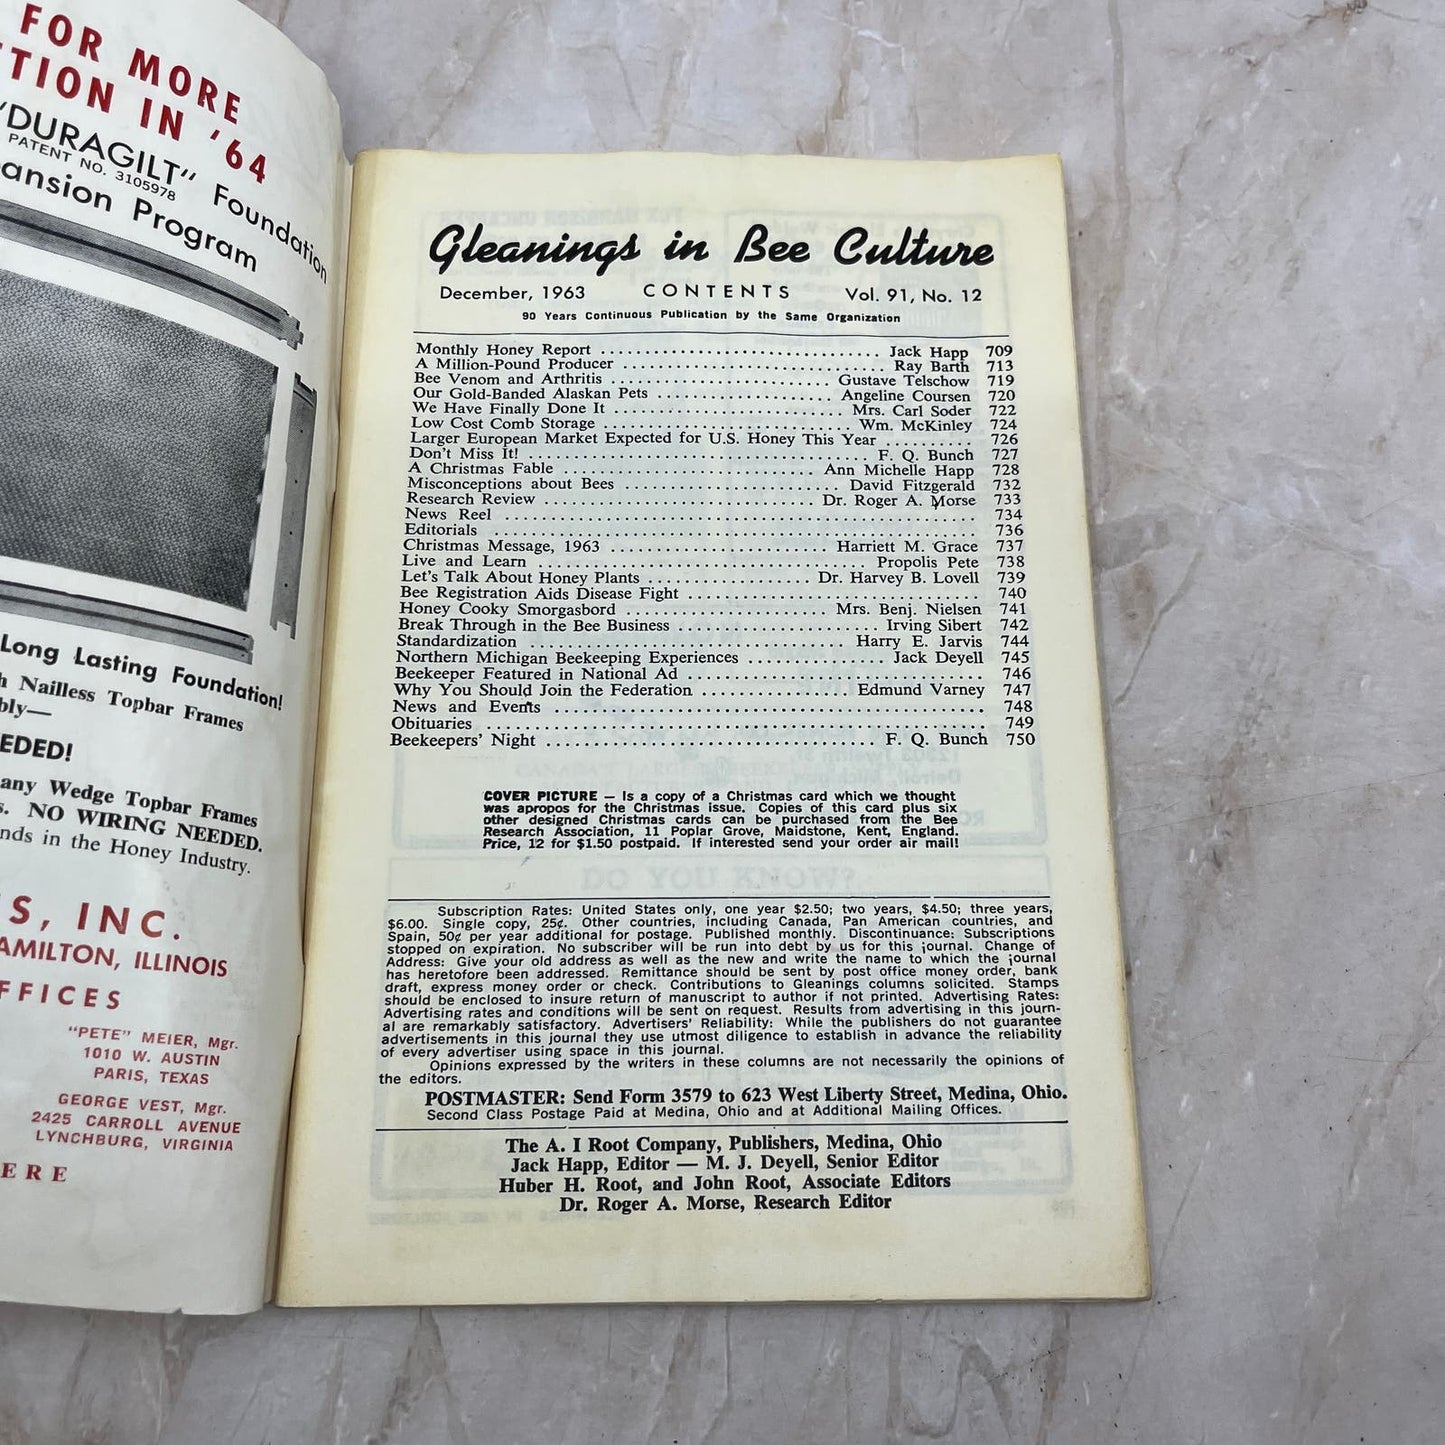 FOR MORE
TION IN '64
"DURAGILT" Foundation
PATENT NO. 3105978
ansion Program
Long Lasting Foundation!
h Nailless Topbar Frames
bly—
EDED!
any Wedge Topbar Frames
s. NO WIRING NEEDED.
nds in the Honey Industry.
S, INC.
AMILTON, ILLINOIS
FFICES
"PETE" MEIER, Mgr.
1010 W. AUSTIN
PARIS, TEXAS
GEORGE VEST, Mgr.
2425 CARROLL AVENUE
LYNCHBURG, VIRGINIA
ERE
Gleanings in Bee Culture
December, 1963 CONTENTS Vol. 91, No. 12
90 Years Continuous Publication by the Same Organization
Monthly Honey Report ................................ Jack Happ 709
A Million-Pound Producer .............................. Ray Barth 713
Bee Venom and Arthritis .......................... Gustave Telschow 719
Our Gold-Banded Alaskan Pets ...................... Angeline Coursen 720
We Have Finally Done It ........................... Mrs. Carl Soder 722
Low Cost Comb Storage ............................ Wm. McKinley 724
Larger European Market Expected for U.S. Honey This Year .......... 726
Don't Miss It! ........................................ F. Q. Bunch 727
A Christmas Fable ............................. Ann Michelle Happ 728
Misconceptions about Bees ......................... David Fitzgerald 732
Research Review ............................... Dr. Roger A. Morse 733
News Reel ..................................................... 734
Editorials ...................................................... 736
Christmas Message, 1963 ......................... Harriett M. Grace 737
Live and Learn ....................................... Propolis Pete 738
Let's Talk About Honey Plants ................... Dr. Harvey B. Lovell 739
Bee Registration Aids Disease Fight ................................. 740
Honey Cooky Smorgasbord ....................... Mrs. Benj. Nielsen 741
Break Through in the Bee Business ..................... Irving Sibert 742
Standardization .................................... Harry E. Jarvis 744
Northern Michigan Beekeeping Experiences ................ Jack Deyell 745
Beekeeper Featured in National Ad ................................. 746
Why You Should Join the Federation .................. Edmund Varney 747
News and Events ................................................. 748
Obituaries ......................................................... 749
Beekeepers' Night ....................................... F. Q. Bunch 750
COVER PICTURE — Is a copy of a Christmas card which we thought
was apropos for the Christmas issue. Copies of this card plus six
other designed Christmas cards can be purchased from the Bee
Research Association, 11 Poplar Grove, Maidstone, Kent, England.
Price, 12 for $1.50 postpaid. If interested send your order air mail!
Subscription Rates: United States only, one year $2.50; two years, $4.50; three years,
$6.00. Single copy, 25¢. Other countries, including Canada, Pan American countries, and
Spain, 50¢ per year additional for postage. Published monthly. Discontinuance: Subscriptions
stopped on expiration. No subscriber will be run into debt by us for this journal. Change of
Address: Give your old address as well as the new and write the name to which the journal
has heretofore been addressed. Remittance should be sent by post office money order, bank
draft, express money order or check. Contributions to Gleanings columns solicited. Stamps
should be enclosed to insure return of manuscript to author if not printed. Advertising Rates:
Advertising rates and conditions will be sent on request. Results from advertising in this journ-
al are remarkably satisfactory. Advertisers' Reliability: While the publishers do not guarantee
advertisements in this journal they use utmost diligence to establish in advance the reliability
of every advertiser using space in this journal.
Opinions expressed by the writers in these columns are not necessarily the opinions of
the editors.
POSTMASTER: Send Form 3579 to 623 West Liberty Street, Medina, Ohio.
Second Class Postage Paid at Medina, Ohio and at Additional Mailing Offices.
The A. I Root Company, Publishers, Medina, Ohio
Jack Happ, Editor — M. J. Deyell, Senior Editor
Huber H. Root, and John Root, Associate Editors
Dr. Roger A. Morse, Research Editor